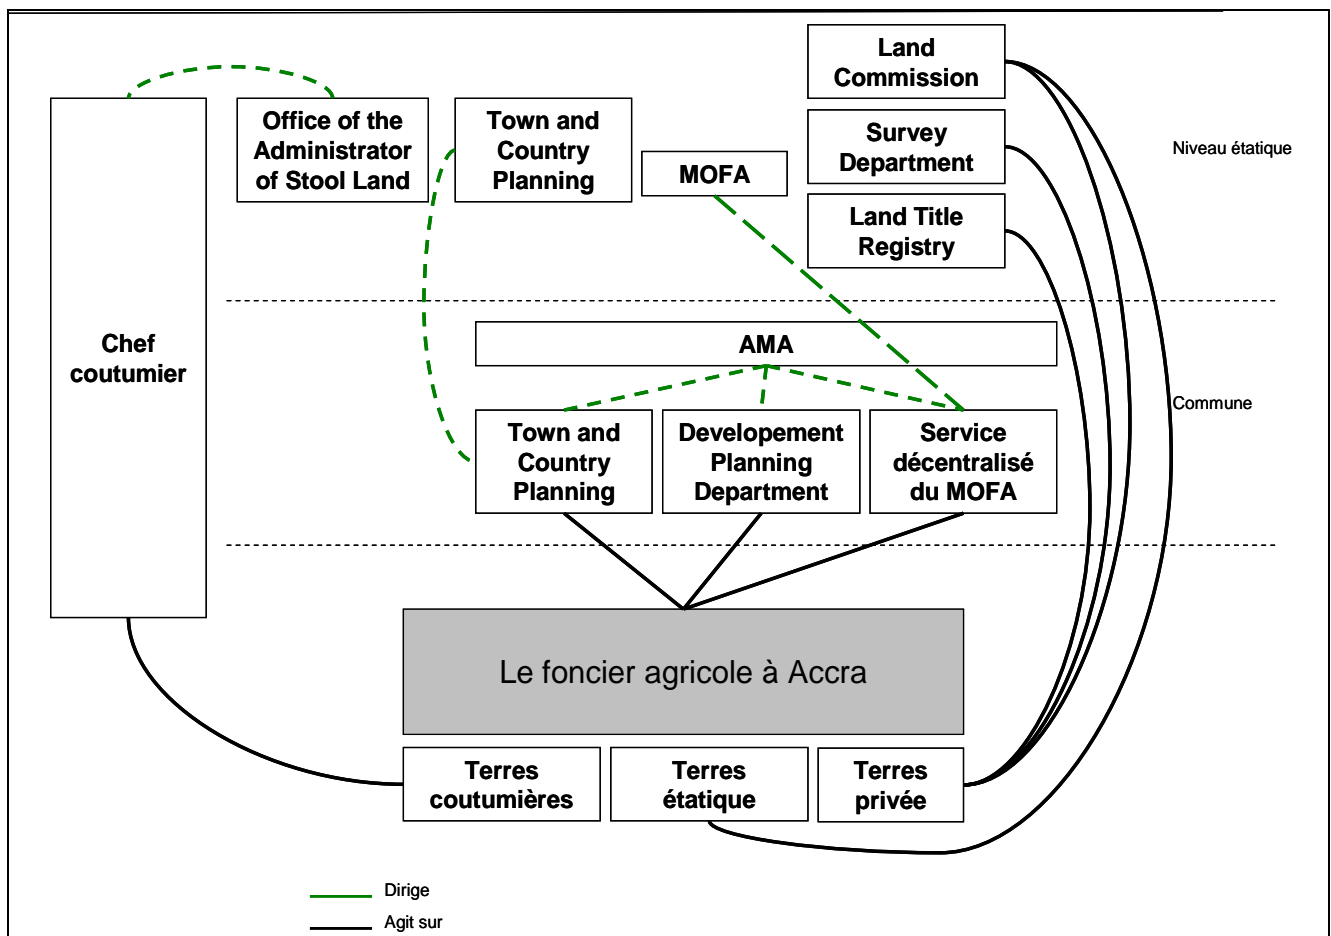 Land
Commission
Office of the
Administrator
of Stool Land
Town and
Country
Planning
Survey
Department
Niveau étatique
MOFA
Land Title
Registry
Chef
coutumier
AMA
Commune
Town and
Country
Planning
Developement
Planning
Department
Service
décentralisé
du MOFA
Le foncier agricole à Accra
Terres
coutumières
Terres
étatique
Terres
privée
Dirige
Agit sur